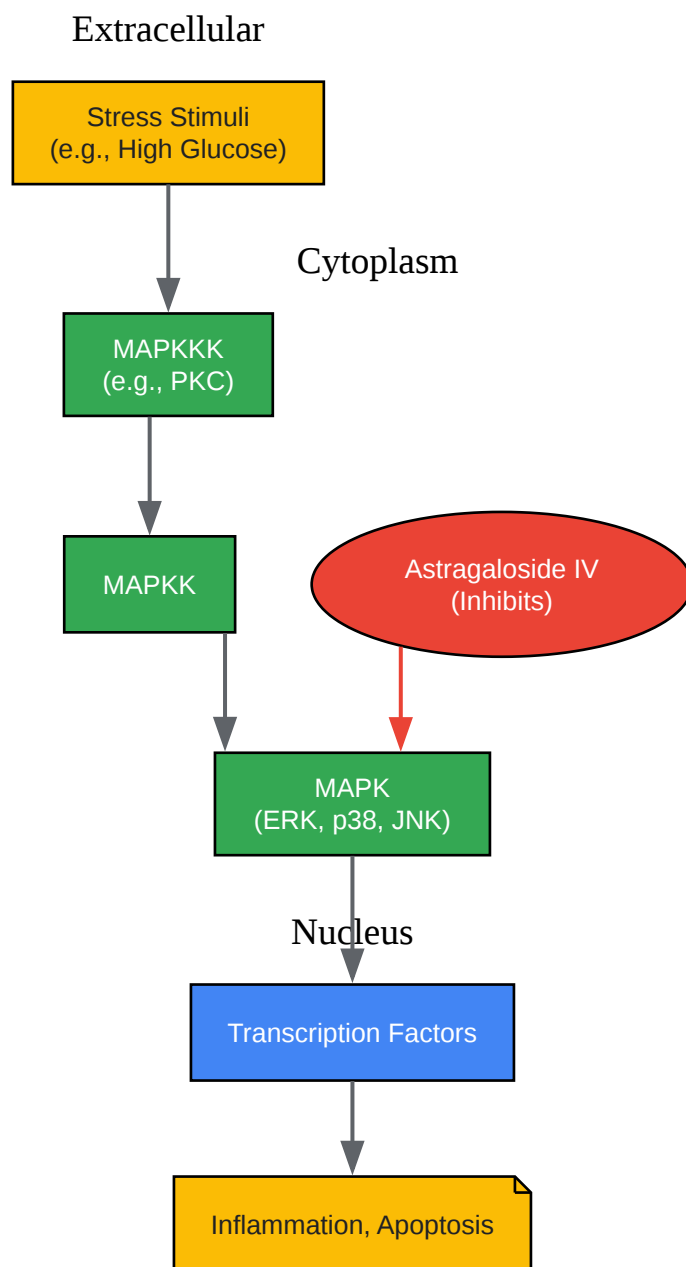 Extracellular
Stress Stimuli
(e.g., High Glucose)
Cytoplasm
MAPKKK
(e.g., PKC)
MAPKK
Astragaloside IV
(Inhibits)
MAPK
(ERK, p38, JNK)
Nucleus
Transcription Factors
Inflammation, Apoptosis